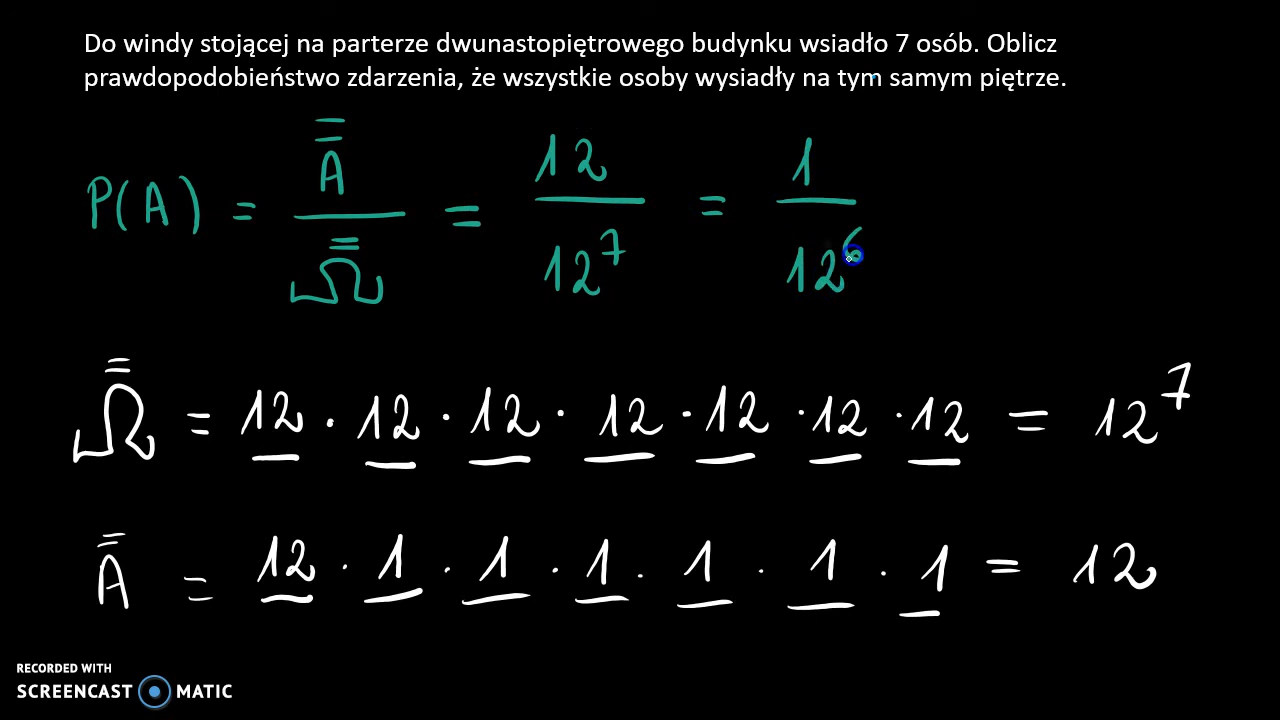 Do windy stojącej na parterze dwunastopiętrowego budynku wsiadło 7 osób. Oblicz
prawdopodobieństwo zdarzenia, że wszystkie osoby wysiadły na tym samym piętrze.
P(A) = A̿ / Ω̿ = 12 / 12⁷ = 1 / 12⁶
Ω̿ = 12 · 12 · 12 · 12 · 12 · 12 · 12 = 12⁷
A̿ = 12 · 1 · 1 · 1 · 1 · 1 · 1 = 12
RECORDED WITH
SCREENCAST MATIC